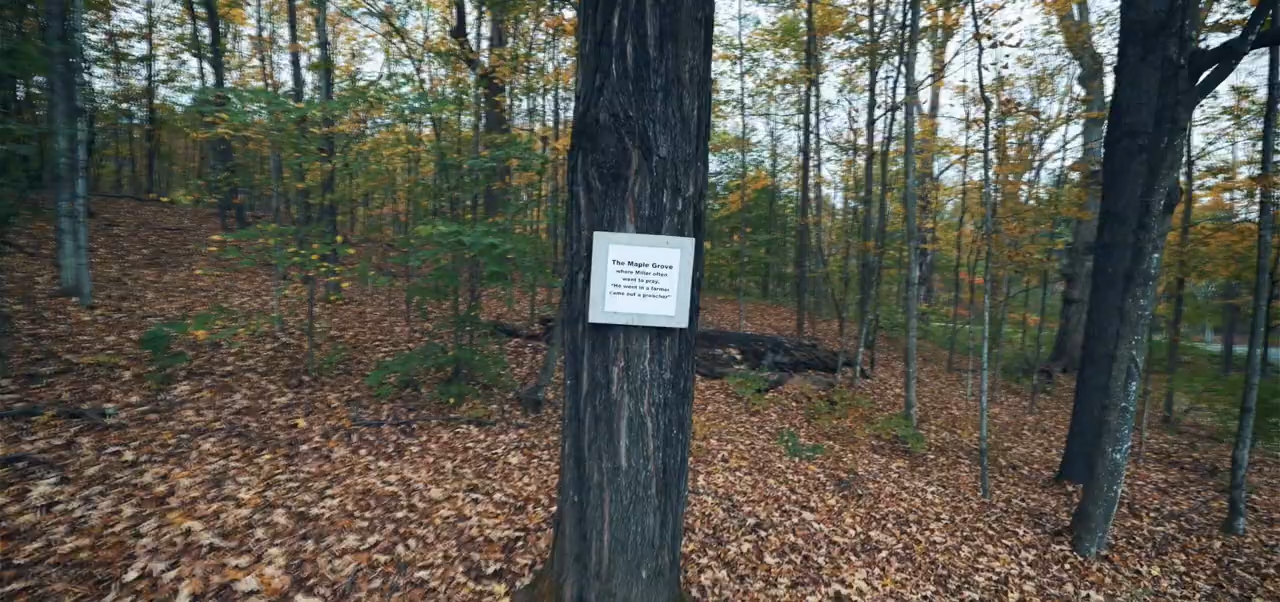 The Maple Grove
where Miller often
went to pray.
"He went in a farmer
came out a preacher"